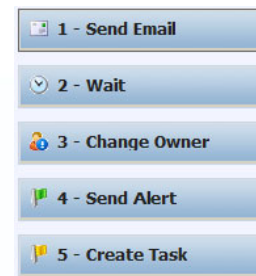 1 - Send Email
2 - Wait
3 - Change Owner
4 - Send Alert
5 - Create Task